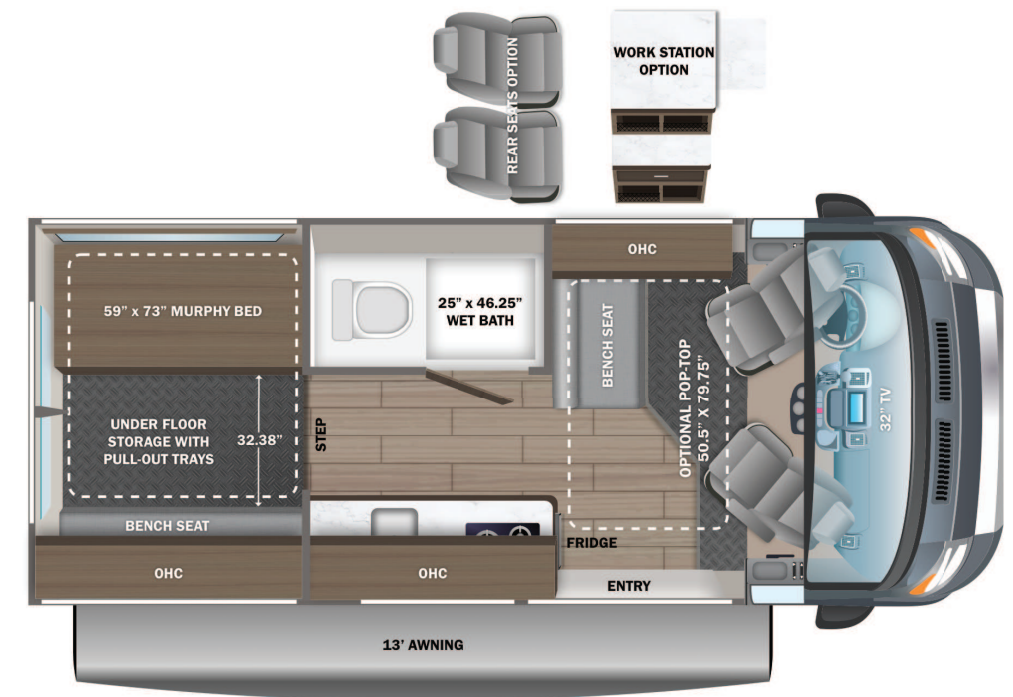 REAR SEATS OPTION
WORK STATION
OPTION
OHC
59” x 73” MURPHY BED
25” x 46.25”
WET BATH
BENCH SEAT
OPTIONAL POP-TOP
50.5” X 79.75”
32” TV
UNDER FLOOR
STORAGE WITH
PULL-OUT TRAYS
32.38”
STEP
BENCH SEAT
FRIDGE
OHC
OHC
ENTRY
13’ AWNING